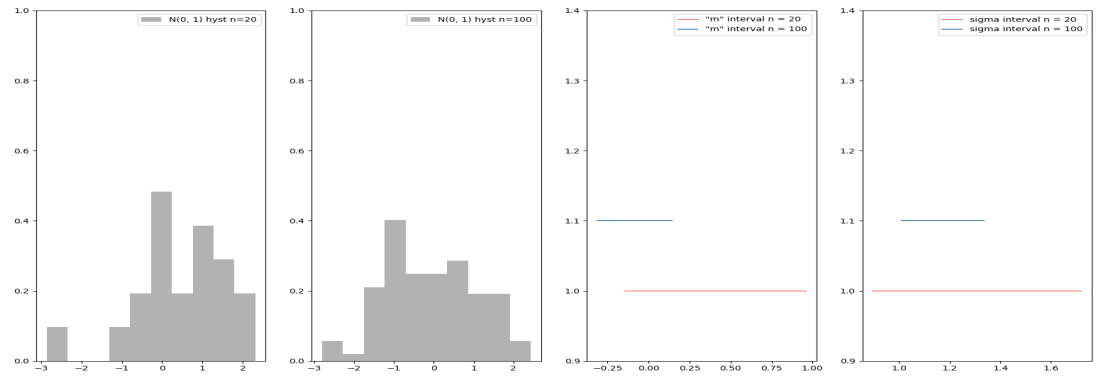 N(0, 1) hyst n=20
1.0
0.8
0.6
0.4
0.2
0.0
−3 −2 −1 0 1 2
N(0, 1) hyst n=100
1.0
0.8
0.6
0.4
0.2
0.0
−3 −2 −1 0 1 2
"m" interval n = 20
"m" interval n = 100
1.4
1.3
1.2
1.1
1.0
0.9
−0.25 0.00 0.25 0.50 0.75 1.00
sigma interval n = 20
sigma interval n = 100
1.4
1.3
1.2
1.1
1.0
0.9
1.0 1.2 1.4 1.6